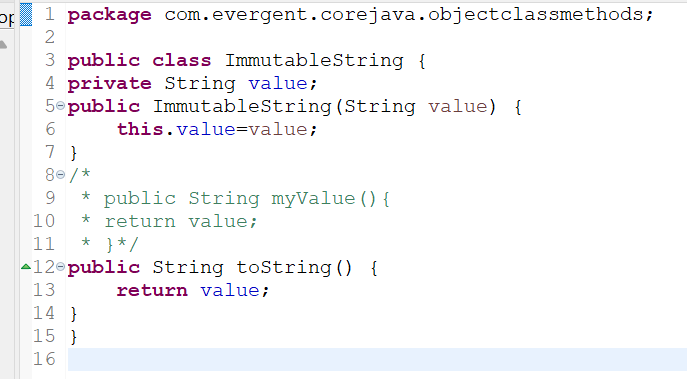 op
1 package com.evergent.corejava.objectclassmethods;
2
3 public class ImmutableString {
4 private String value;
5 public ImmutableString(String value) {
6     this.value=value;
7 }
8 /*
9  * public String myValue(){
10  * return value;
11  * }*/
12 public String toString() {
13     return value;
14 }
15 }
16